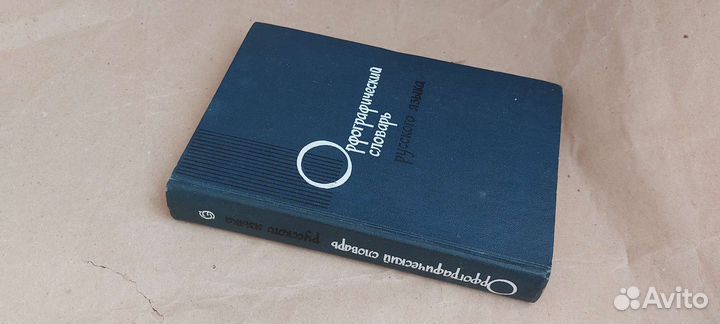 Орфографический
словарь
русского языка
Орфографический словарь русского языка
Avito